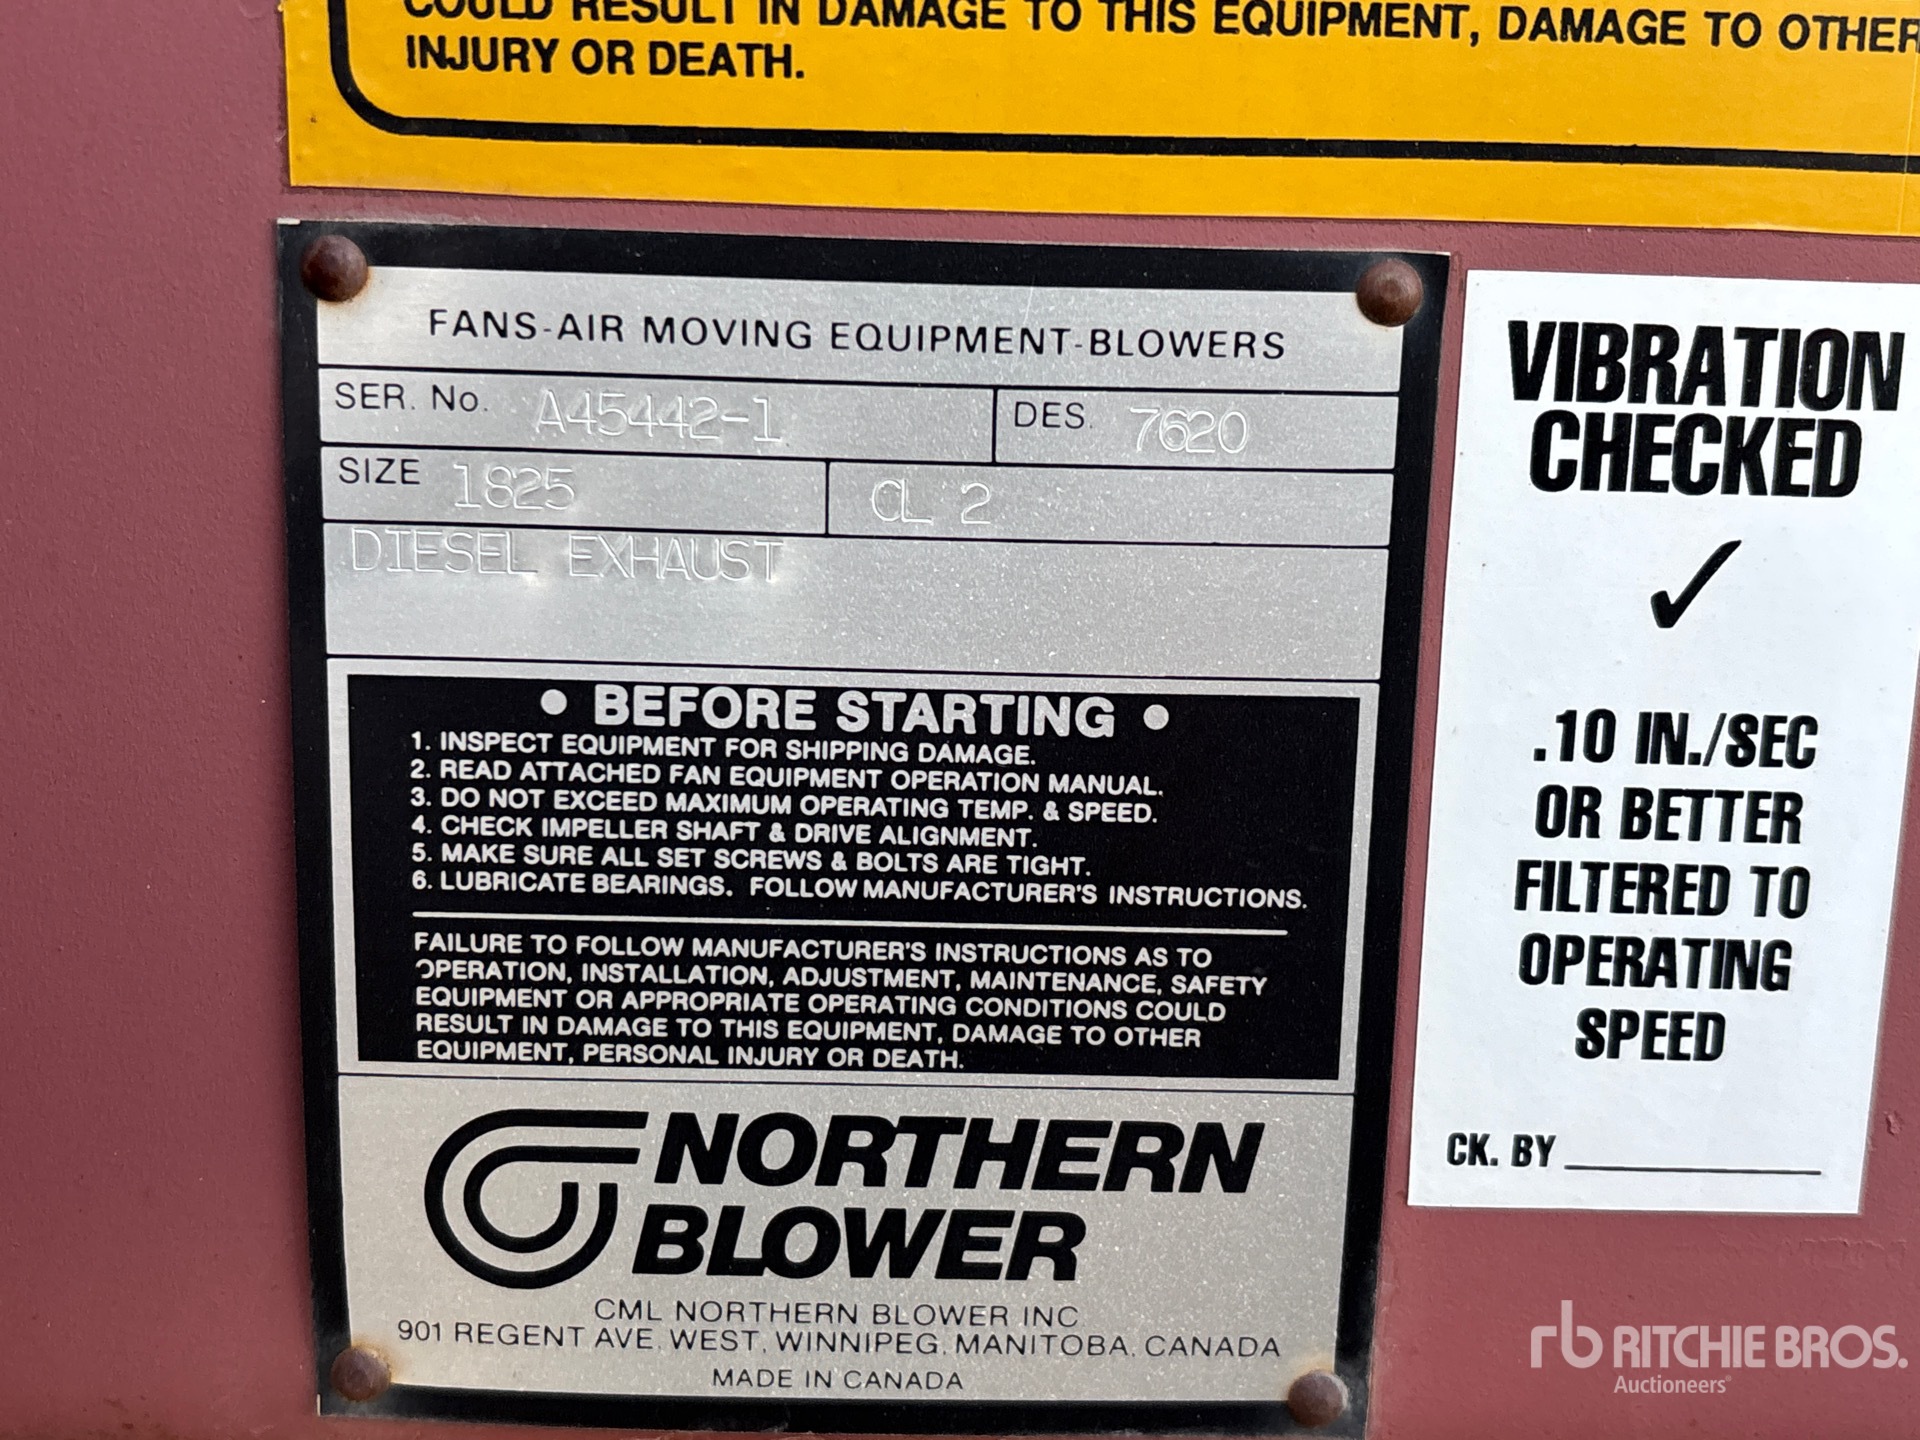 COULD RESULT IN DAMAGE TO THIS EQUIPMENT, DAMAGE TO OTHER
INJURY OR DEATH.
FANS-AIR MOVING EQUIPMENT-BLOWERS
SER. No. A45442-1 DES. 7620
SIZE 1825 CL 2
DIESEL EXHAUST
• BEFORE STARTING •
1. INSPECT EQUIPMENT FOR SHIPPING DAMAGE.
2. READ ATTACHED FAN EQUIPMENT OPERATION MANUAL.
3. DO NOT EXCEED MAXIMUM OPERATING TEMP. & SPEED.
4. CHECK IMPELLER SHAFT & DRIVE ALIGNMENT.
5. MAKE SURE ALL SET SCREWS & BOLTS ARE TIGHT.
6. LUBRICATE BEARINGS. FOLLOW MANUFACTURER'S INSTRUCTIONS.
FAILURE TO FOLLOW MANUFACTURER'S INSTRUCTIONS AS TO
OPERATION, INSTALLATION, ADJUSTMENT, MAINTENANCE, SAFETY
EQUIPMENT OR APPROPRIATE OPERATING CONDITIONS COULD
RESULT IN DAMAGE TO THIS EQUIPMENT, DAMAGE TO OTHER
EQUIPMENT, PERSONAL INJURY OR DEATH.
NORTHERN
BLOWER
CML NORTHERN BLOWER INC.
901 REGENT AVE. WEST, WINNIPEG, MANITOBA, CANADA
MADE IN CANADA
VIBRATION
CHECKED
✓
.10 IN./SEC
OR BETTER
FILTERED TO
OPERATING
SPEED
CK. BY
rb RITCHIE BROS.
Auctioneers®